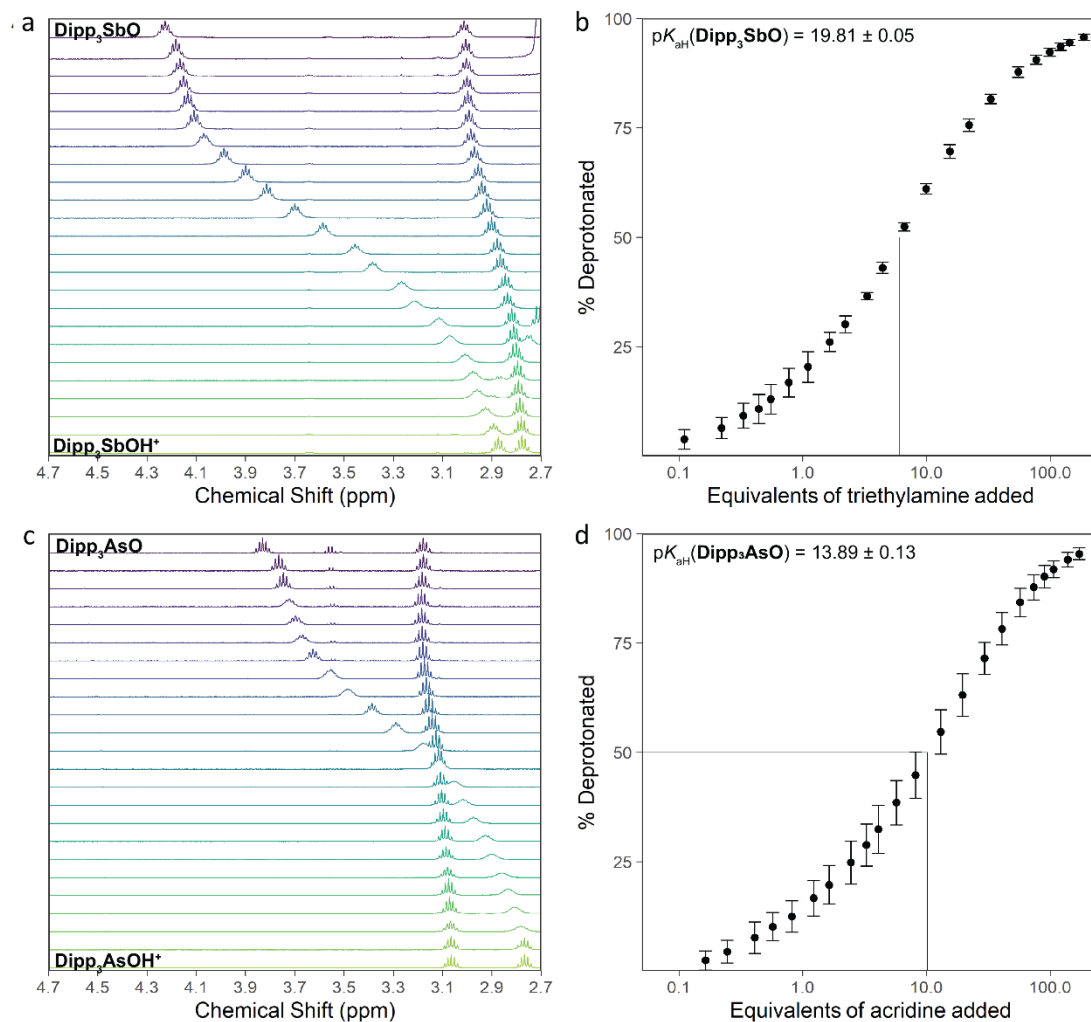 a
Dipp₃SbO
Dipp₃SbOH⁺
4.7 4.5 4.3 4.1 3.9 3.7 3.5 3.3 3.1 2.9 2.7
Chemical Shift (ppm)
b
pKaH(Dipp₃SbO) = 19.81 ± 0.05
100
75
50
25
% Deprotonated
0.1 1.0 10.0 100.0
Equivalents of triethylamine added
c
Dipp₃AsO
Dipp₃AsOH⁺
4.7 4.5 4.3 4.1 3.9 3.7 3.5 3.3 3.1 2.9 2.7
Chemical Shift (ppm)
d
pKaH(Dipp₃AsO) = 13.89 ± 0.13
100
75
50
25
% Deprotonated
0.1 1.0 10.0 100.0
Equivalents of acridine added